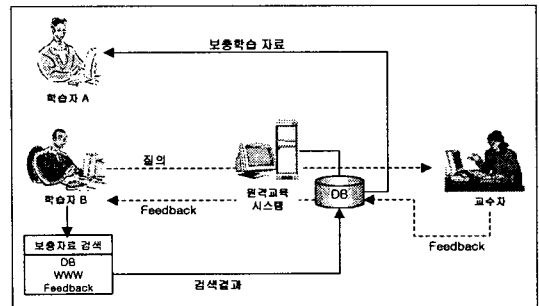 보충학습 자료
학습자 A
질의
원격교육
시스템
DB
학습자 B
Feedback
교수자
Feedback
보충자료 검색
DB
WWW
Feedback
검색결과